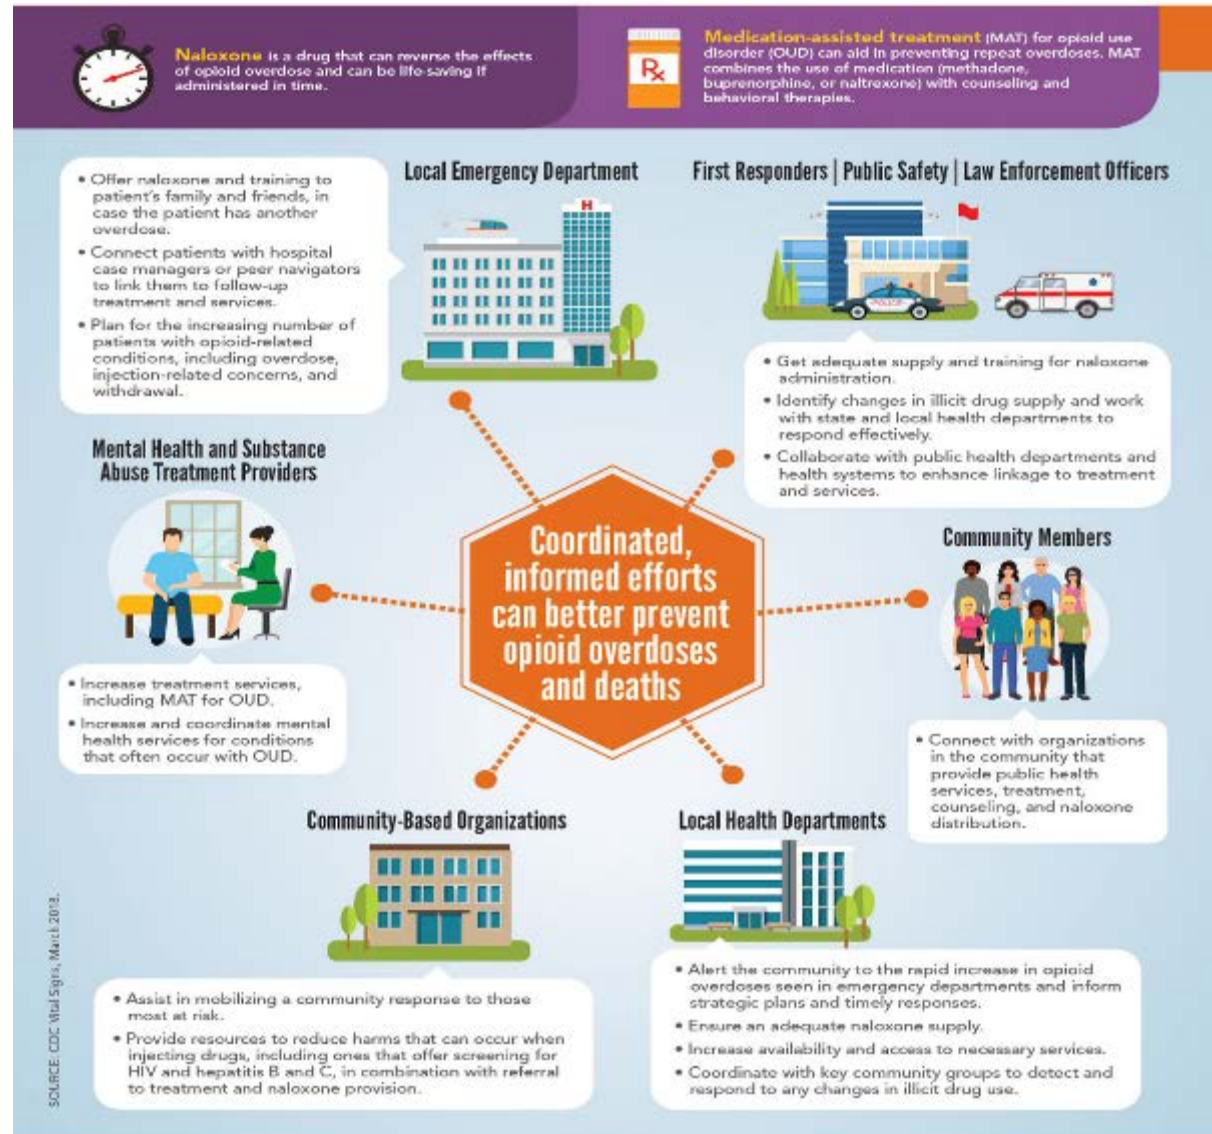 Naloxone is a drug that can reverse the effects
of opioid overdose and can be life-saving if
administered in time.
Rx
Medication-assisted treatment (MAT) for opioid use
disorder (OUD) can aid in preventing repeat overdoses. MAT
combines the use of medication (methadone,
buprenorphine, or naltrexone) with counseling and
behavioral therapies.
Local Emergency Department
H
• Offer naloxone and training to
patient's family and friends, in
case the patient has another
overdose.
• Connect patients with hospital
case managers or peer navigators
to link them to follow-up
treatment and services.
• Plan for the increasing number of
patients with opioid-related
conditions, including overdose,
injection-related concerns, and
withdrawal.
First Responders | Public Safety | Law Enforcement Officers
POLICE
• Get adequate supply and training for naloxone
administration.
• Identify changes in illicit drug supply and work
with state and local health departments to
respond effectively.
• Collaborate with public health departments and
health systems to enhance linkage to treatment
and services.
Mental Health and Substance
Abuse Treatment Providers
• Increase treatment services,
including MAT for OUD.
• Increase and coordinate mental
health services for conditions
that often occur with OUD.
Coordinated,
informed efforts
can better prevent
opioid overdoses
and deaths
Community Members
• Connect with organizations
in the community that
provide public health
services, treatment,
counseling, and naloxone
distribution.
Community-Based Organizations
• Assist in mobilizing a community response to those
most at risk.
• Provide resources to reduce harms that can occur when
injecting drugs, including ones that offer screening for
HIV and hepatitis B and C, in combination with referral
to treatment and naloxone provision.
Local Health Departments
• Alert the community to the rapid increase in opioid
overdoses seen in emergency departments and inform
strategic plans and timely responses.
• Ensure an adequate naloxone supply.
• Increase availability and access to necessary services.
• Coordinate with key community groups to detect and
respond to any changes in illicit drug use.
SOURCE: CDC Vital Signs, March 2018.